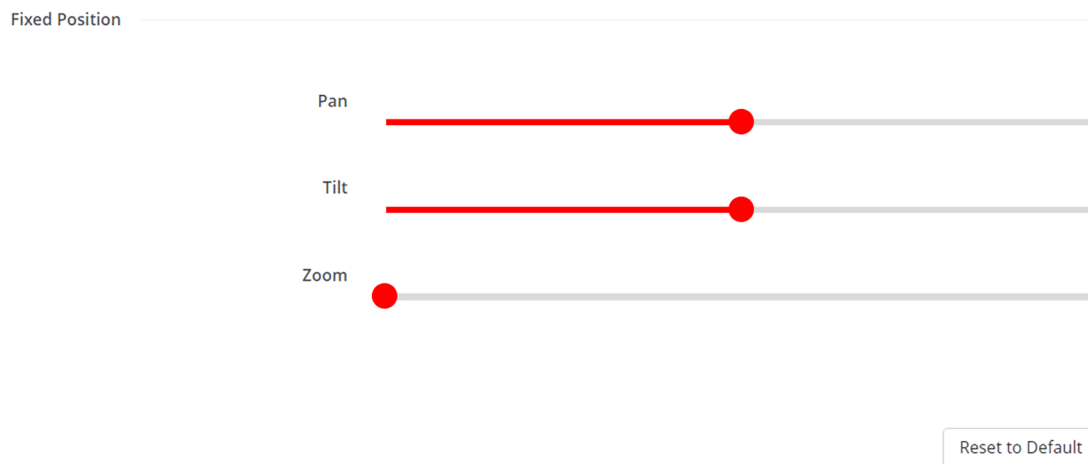 Fixed Position
Pan
Tilt
Zoom
Reset to Default